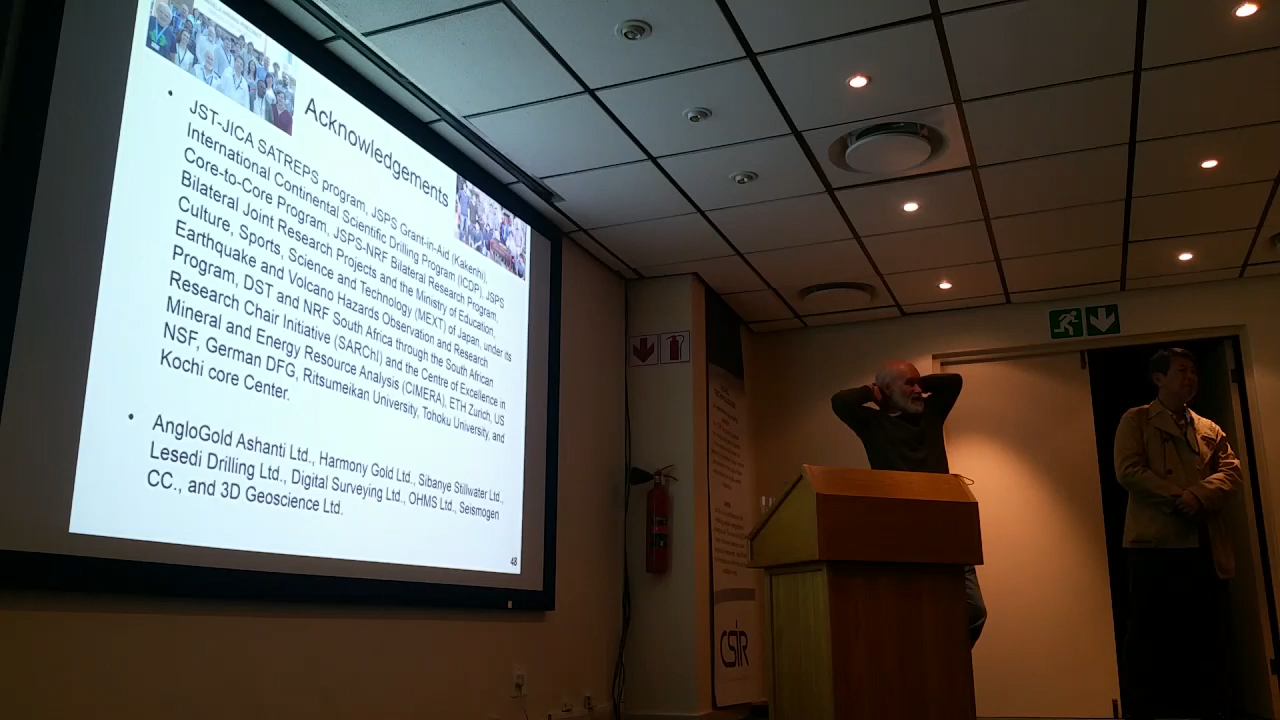 Acknowledgements
• JST-JICA SATREPS program, JSPS Grant-in-Aid (Kakenhi),
International Continental Scientific Drilling Program (ICDP), JSPS
Core-to-Core Program, JSPS-NRF Bilateral Research Program,
Bilateral Joint Research Projects and the Ministry of Education,
Culture, Sports, Science and Technology (MEXT) of Japan, under its
Earthquake and Volcano Hazards Observation and Research
Program, DST and NRF South Africa through the South African
Research Chair Initiative (SARChI) and the Centre of Excellence in
Mineral and Energy Resource Analysis (CIMERA), ETH Zurich, US
NSF, German DFG, Ritsumeikan University, Tohoku University, and
Kochi core Center.
• AngloGold Ashanti Ltd., Harmony Gold Ltd., Sibanye Stillwater Ltd.,
Lesedi Drilling Ltd., Digital Surveying Ltd., OHMS Ltd., Seismogen
CC., and 3D Geoscience Ltd.
48
CSIR